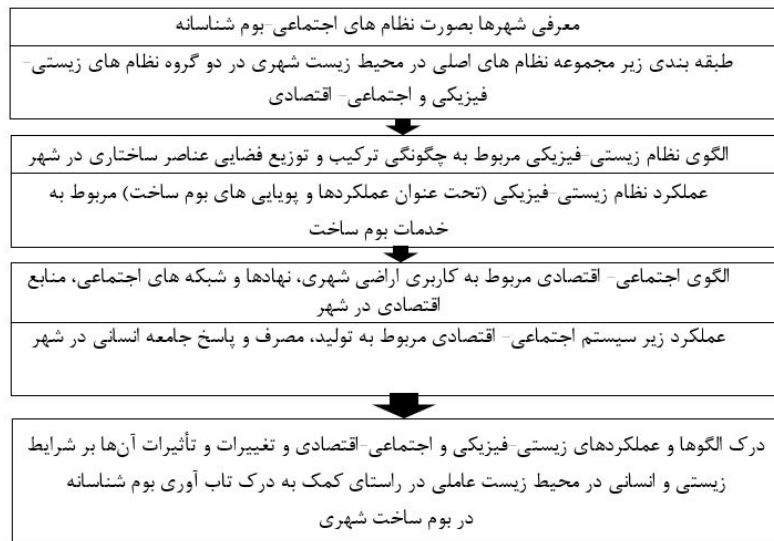 معرفی شهرها بصورت نظام های اجتماعی-بوم شناسانه
طبقه بندی زیر مجموعه نظام های اصلی در محیط زیست شهری در دو گروه نظام های زیستی-
فیزیکی و اجتماعی- اقتصادی
الگوی نظام زیستی-فیزیکی مربوط به چگونگی ترکیب و توزیع فضایی عناصر ساختاری در شهر
عملکرد نظام زیستی-فیزیکی (تحت عنوان عملکردها و پویایی های بوم ساخت) مربوط به
خدمات بوم ساخت
الگوی اجتماعی- اقتصادی مربوط به کاربری اراضی شهری، نهادها و شبکه های اجتماعی، منابع
اقتصادی در شهر
عملکرد زیر سیستم اجتماعی- اقتصادی مربوط به تولید، مصرف و پاسخ جامعه انسانی در شهر
درک الگوها و عملکردهای زیستی-فیزیکی و اجتماعی-اقتصادی و تغییرات و تأثیرات آن‌ها بر شرایط
زیستی و انسانی در محیط زیست عاملی در راستای کمک به درک تاب آوری بوم شناسانه
در بوم ساخت شهری